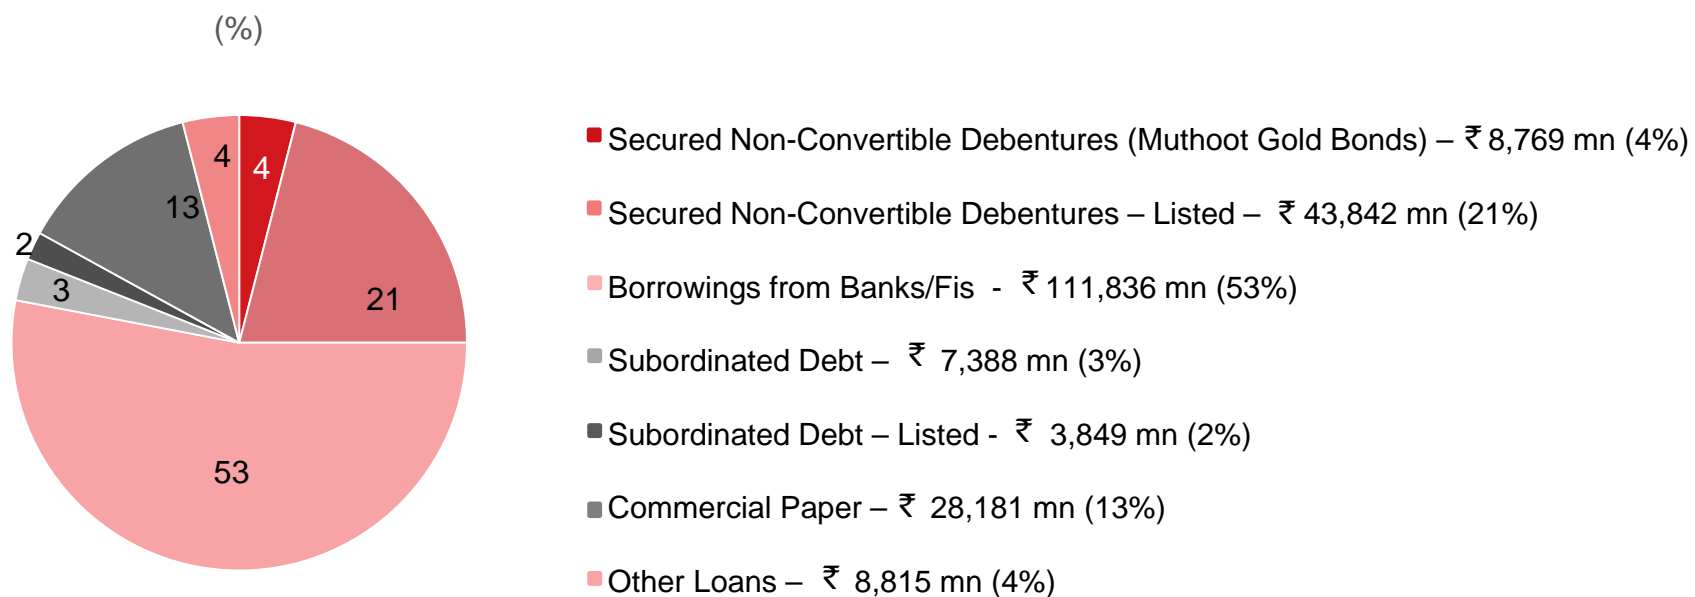 (%)
4
4
13
2
3
21
53
Secured Non-Convertible Debentures (Muthoot Gold Bonds) – ₹ 8,769 mn (4%)
Secured Non-Convertible Debentures – Listed – ₹ 43,842 mn (21%)
Borrowings from Banks/Fis - ₹ 111,836 mn (53%)
Subordinated Debt – ₹ 7,388 mn (3%)
Subordinated Debt – Listed - ₹ 3,849 mn (2%)
Commercial Paper – ₹ 28,181 mn (13%)
Other Loans – ₹ 8,815 mn (4%)